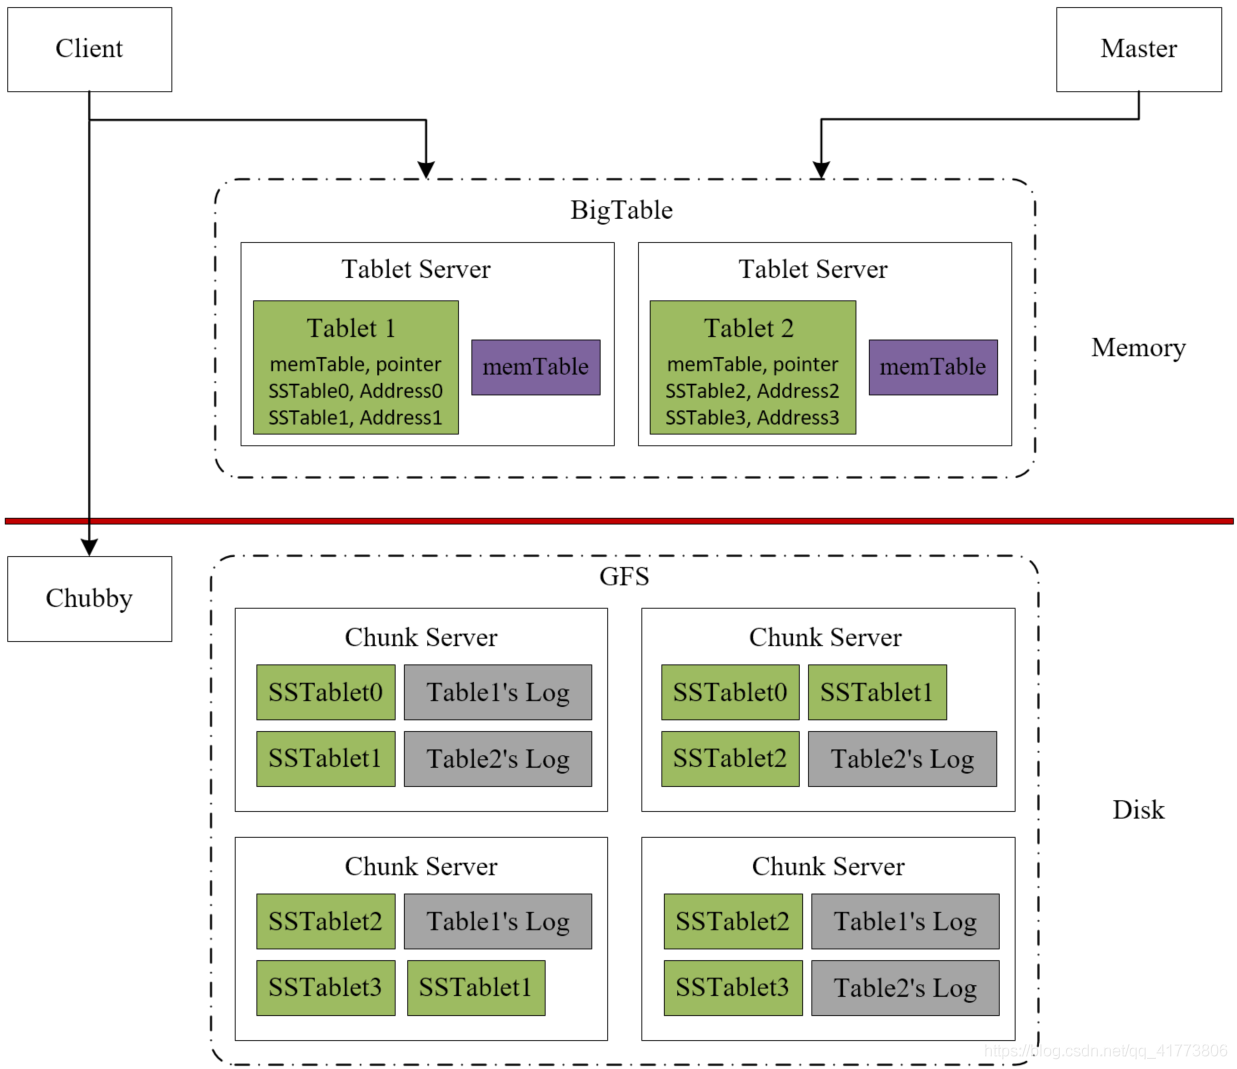 Client
Master
BigTable
Tablet Server
Tablet 1
memTable, pointer
SSTable0, Address0
SSTable1, Address1
memTable
Tablet Server
Tablet 2
memTable, pointer
SSTable2, Address2
SSTable3, Address3
memTable
Memory
Chubby
GFS
Chunk Server
SSTablet0
Table1's Log
SSTablet1
Table2's Log
Chunk Server
SSTablet0
SSTablet1
SSTablet2
Table2's Log
Disk
Chunk Server
SSTablet2
Table1's Log
SSTablet3
SSTablet1
Chunk Server
SSTablet2
Table1's Log
SSTablet3
Table2's Log
https://blog.csdn.net/qq_41773806